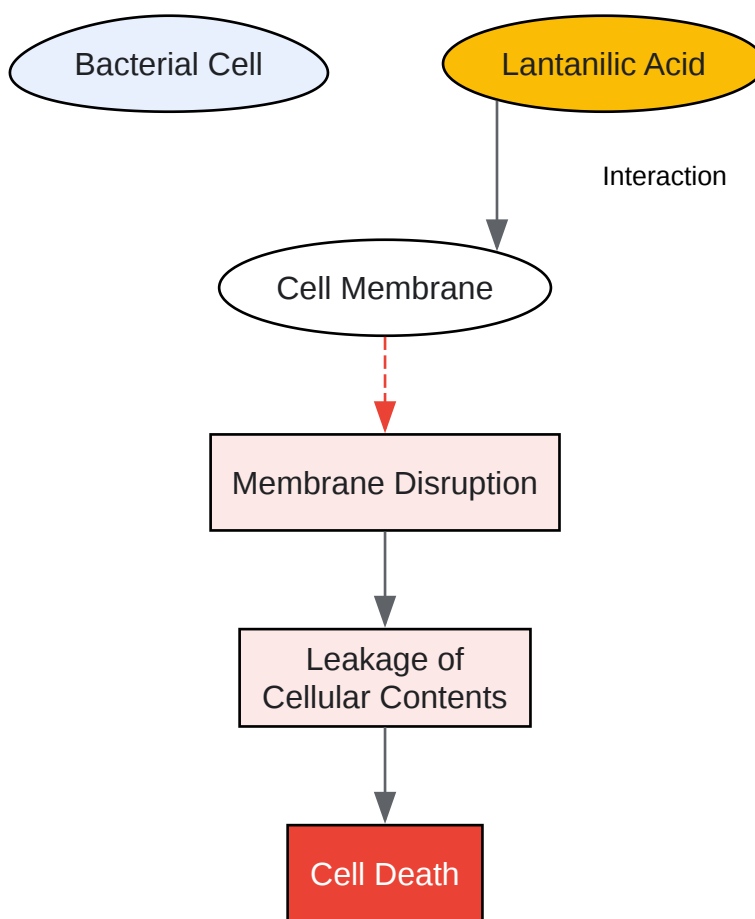 Bacterial Cell
Lantanilic Acid
Interaction
Cell Membrane
Membrane Disruption
Leakage of
Cellular Contents
Cell Death